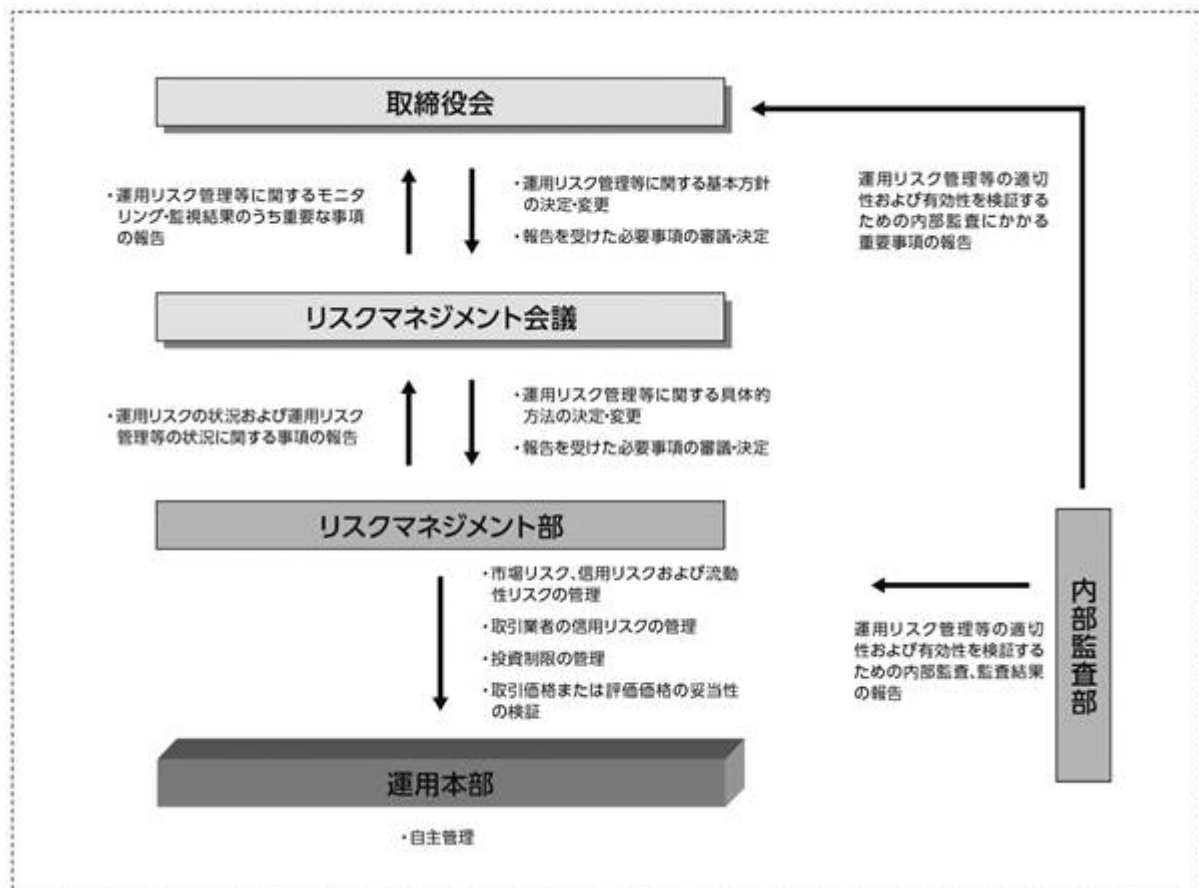 取締役会
・運用リスク管理等に関するモニタ
リング・監視結果のうち重要な事項
の報告
・運用リスク管理等に関する基本方針
の決定・変更
・報告を受けた必要事項の審議・決定
運用リスク管理等の適切
性および有効性を検証する
ための内部監査にかかる
重要事項の報告
リスクマネジメント会議
・運用リスクの状況および運用リスク
管理等の状況に関する事項の報告
・運用リスク管理等に関する具体的
方法の決定・変更
・報告を受けた必要事項の審議・決定
リスクマネジメント部
・市場リスク、信用リスクおよび流動
性リスクの管理
・取引業者の信用リスクの管理
・投資制限の管理
・取引価格または評価価格の妥当性
の検証
運用リスク管理等の適切
性および有効性を検証する
ための内部監査、監査結果
の報告
内部監査部
運用本部
・自主管理